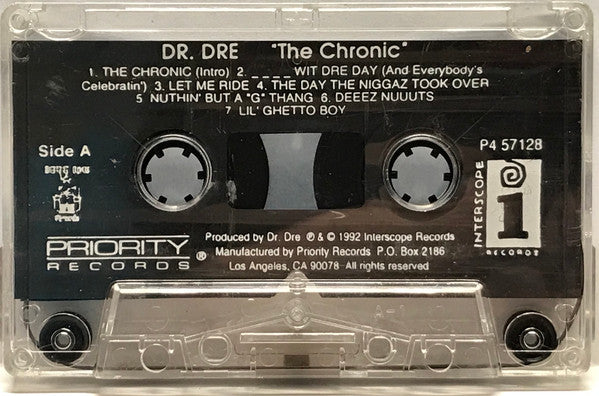 DR. DRE "The Chronic"
1. THE CHRONIC (Intro) 2. _ _ _ _ WIT DRE DAY (And Everybody's
Celebratin') 3. LET ME RIDE 4. THE DAY THE NIGGAZ TOOK OVER
5 NUTHIN' BUT A "G" THANG 6. DEEEZ NUUUTS
7 LIL' GHETTO BOY
Side A
P4 57128
INTERSCOPE
i
RECORDS
PRIORITY
RECORDS ®
Produced by Dr. Dre ℗ & © 1992 Interscope Records
Manufactured by Priority Records P.O. Box 2186
Los Angeles, CA 90078 All rights reserved